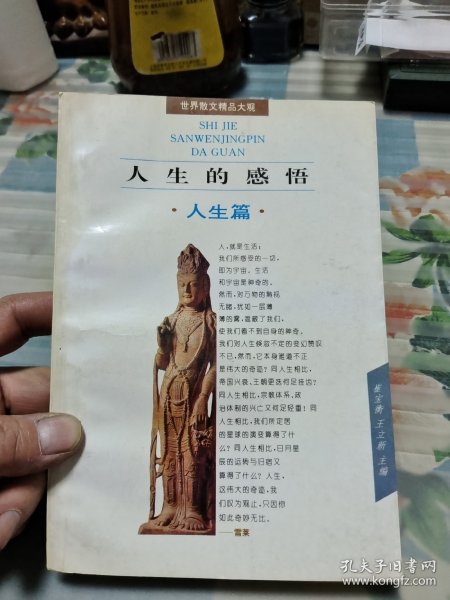 世界散文精品大观
SHI JIE
SANWENJINGPIN
DA GUAN
人生的感悟
·人生篇·
人，就是生活；
我们所感受的一切，
即为宇宙。生活
和宇宙是神奇的。
然而，对万物的熟视
无睹，犹如一层薄
薄的雾，遮蔽了我们，
使我们看不到自身的神奇。
我们对人生倏忽不定的变幻赞叹
不已，然而，它本身难道不正
是伟大的奇迹？同人生相比，
帝国兴衰、王朝更迭何足挂齿？
同人生相比，宗教体系、政
治体制的兴亡又何足轻重！同
人生相比，我们所定居
的星球的演变算得了什
么？同人生相比，日月星
辰的运转与归宿又
算得了什么？人生，
这伟大的奇迹，我
们叹为观止，只因你
如此奇妙无比。
——雪莱
崔宝衡 王立新 主编
孔夫子旧书网
www.kongfz.com